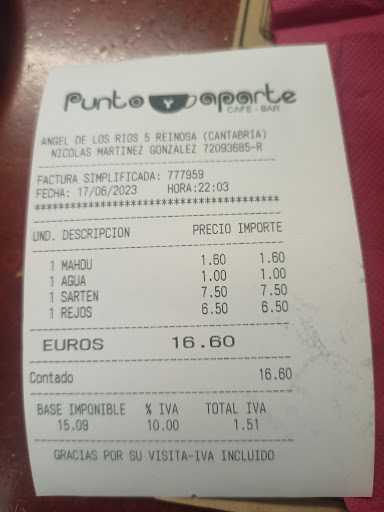 Punto Y aparte
CAFE - BAR
ANGEL DE LOS RIOS 5 REINOSA (CANTABRIA)
NICOLAS MARTINEZ GONZALEZ 72093685-R
FACTURA SIMPLIFICADA: 777959
FECHA: 17/06/2023 HORA:22:03
****************************************
UND. DESCRIPCION PRECIO IMPORTE
1 MAHOU 1.60 1.60
1 AGUA 1.00 1.00
1 SARTEN 7.50 7.50
1 REJOS 6.50 6.50
EUROS 16.60
Contado 16.60
BASE IMPONIBLE % IVA TOTAL IVA
15.09 10.00 1.51
GRACIAS POR SU VISITA-IVA INCLUIDO